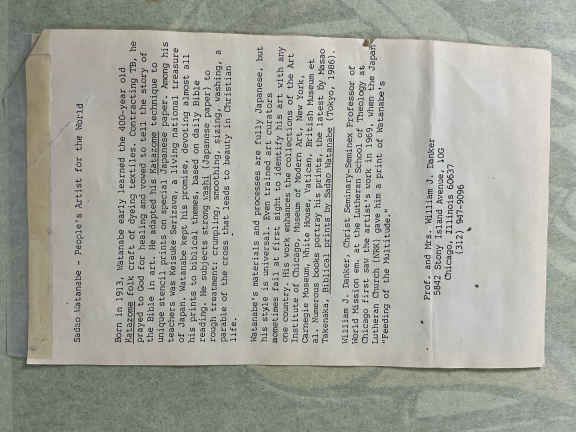 Sadao Watanabe - People's Artist for the World
Born in 1913, Watanabe early learned the 400-year old
Katazome folk craft of dyeing textiles. Contracting TB, he
prayed to God for healing and vowed to tell the story of
the Bible in art. He adapted his Katazome technique to
unique stencil prints on special Japanese paper. Among his
teachers was Keisuke Serizawa, a living national treasure
of Japan. Watanabe kept his promise, devoting almost all
his prints to biblical themes, based on daily Bible
reading. He subjects strong washi (Japanese paper) to
rough treatment: crumpling, smoothing, sizing, washing, a
parable of the cross that leads to beauty in Christian
life.
Watanabe's materials and processes are fully Japanese, but
his style is universal. Even trained art curators
sometimes fail at first sight to identify his art with any
one country. His work enhances the collections of the Art
Institute of Chicago, Museum of Modern Art, New York,
Carnegie Museum, White House, Vatican, British Museum et
al. Numerous books portray his prints, the latest by Masao
Takenaka, Biblical prints by Sadao Watanabe (Tokyo, 1986).
William J. Danker, Christ Seminary-Seminex Professor of
World Mission em. at the Lutheran School of Theology at
Chicago first saw the artist's work in 1969, when the Japan
Lutheran Church (NRK) gave him a print of Watanabe's
"Feeding of the Multitudes."
Prof. and Mrs. William J. Danker
5842 Stony Island Avenue, 10G
Chicago, Illinois 60637
(312) 947-9096